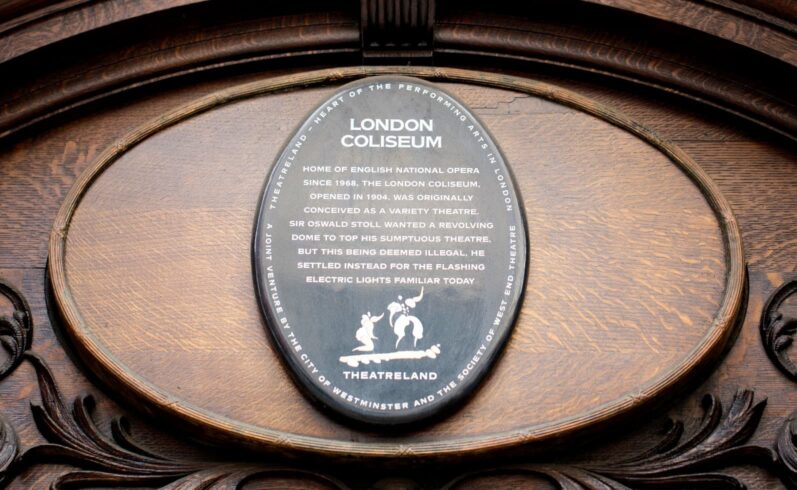 THEATRELAND – HEART OF THE PERFORMING ARTS IN LONDON
LONDON
COLISEUM
HOME OF ENGLISH NATIONAL OPERA
SINCE 1968. THE LONDON COLISEUM,
OPENED IN 1904, WAS ORIGINALLY
CONCEIVED AS A VARIETY THEATRE.
SIR OSWALD STOLL WANTED A REVOLVING
DOME TO TOP HIS SUMPTUOUS THEATRE.
BUT THIS BEING DEEMED ILLEGAL, HE
SETTLED INSTEAD FOR THE FLASHING
ELECTRIC LIGHTS FAMILIAR TODAY
THEATRELAND
A JOINT VENTURE BY THE CITY OF WESTMINSTER AND THE SOCIETY OF WEST END THEATRE